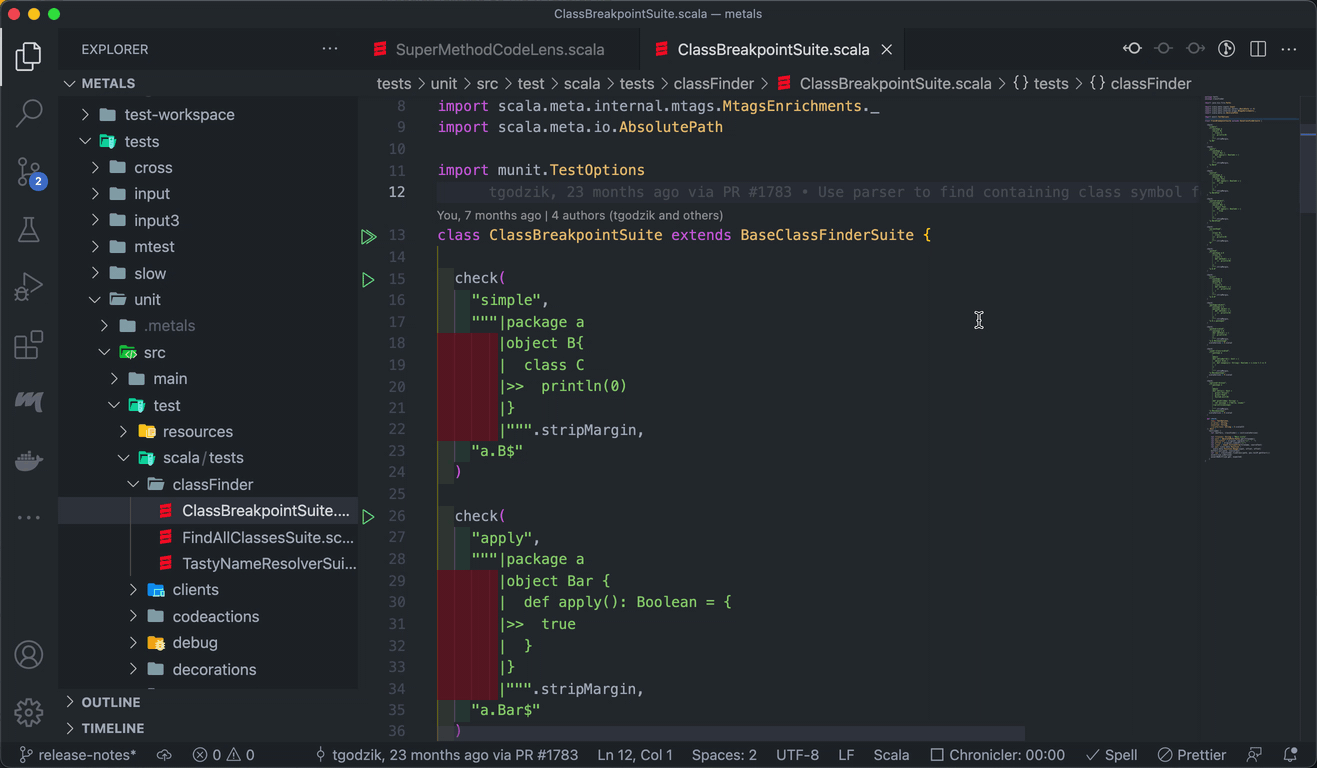 ClassBreakpointSuite.scala — metals
EXPLORER
SuperMethodCodeLens.scala
ClassBreakpointSuite.scala
METALS
tests > unit > src > test > scala > tests > classFinder > ClassBreakpointSuite.scala > {} tests > {} classFinder
test-workspace
tests
cross
input
input3
mtest
slow
unit
.metals
src
main
test
resources
scala/tests
classFinder
ClassBreakpointSuite....
FindAllClassesSuite.sc...
TastyNameResolverSui...
clients
codeactions
debug
decorations
OUTLINE
TIMELINE
2
8 import scala.meta.internal.mtags.MtagsEnrichments._
9 import scala.meta.io.AbsolutePath
10
11 import munit.TestOptions
12 tgodzik, 23 months ago via PR #1783 • Use parser to find containing class symbol f
You, 7 months ago | 4 authors (tgodzik and others)
13 class ClassBreakpointSuite extends BaseClassFinderSuite {
14
15 check(
16 "simple",
17 """|package a
18 |object B{
19 |  class C
20 |>>  println(0)
21 |}
22 |""".stripMargin,
23 "a.B$"
24 )
25
26 check(
27 "apply",
28 """|package a
29 |object Bar {
30 |  def apply(): Boolean = {
31 |>>  true
32 |  }
33 |}
34 |""".stripMargin,
35 "a.Bar$"
36 )
release-notes* 0 0 tgodzik, 23 months ago via PR #1783 Ln 12, Col 1 Spaces: 2 UTF-8 LF Scala Chronicler: 00:00 Spell Prettier